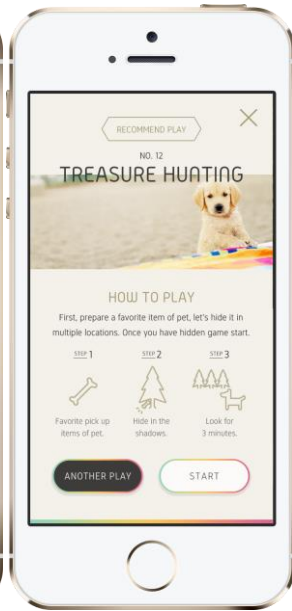 RECOMMEND PLAY
NO. 12
TREASURE HUNTING
HOW TO PLAY
First, prepare a favorite item of pet, let's hide it in
multiple locations. Once you have hidden game start.
STEP 1
STEP 2
STEP 3
Favorite pick up
items of pet.
Hide in the
shadows.
Look for
3 minutes.
ANOTHER PLAY
START